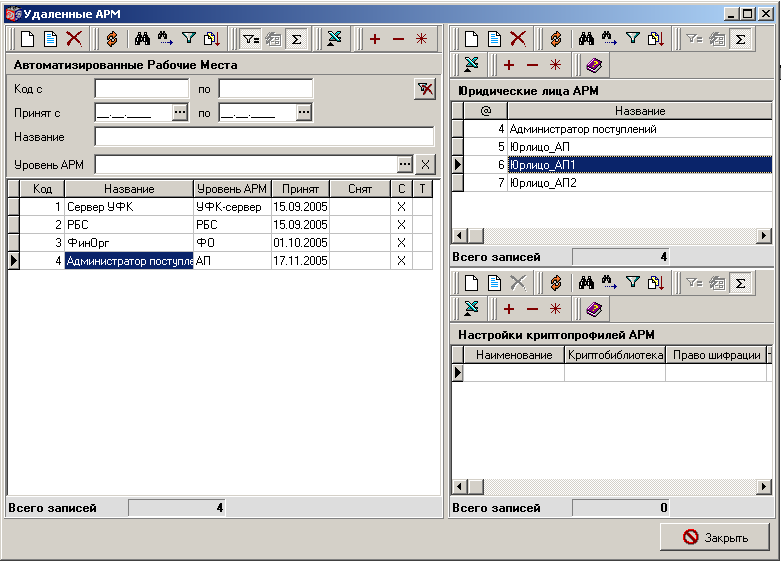 Удаленные АРМ
Автоматизированные Рабочие Места
Код с по
Принят с __.__.____ по __.__.____
Название
Уровень АРМ X
Код Название Уровень АРМ Принят Снят С Т
1 Сервер УФК УФК-сервер 15.09.2005 X
2 РБС РБС 15.09.2005 X
3 ФинОрг ФО 01.10.2005 X
4 Администратор поступле АП 17.11.2005 X
Всего записей 4
Юридические лица АРМ
@ Название
4 Администратор поступлений
5 Юрлицо_АП
6 Юрлицо_АП1
7 Юрлицо_АП2
Всего записей 4
Настройки криптопрофилей АРМ
Наименование Криптобиблиотека Право шифрации
Всего записей 0
Закрыть